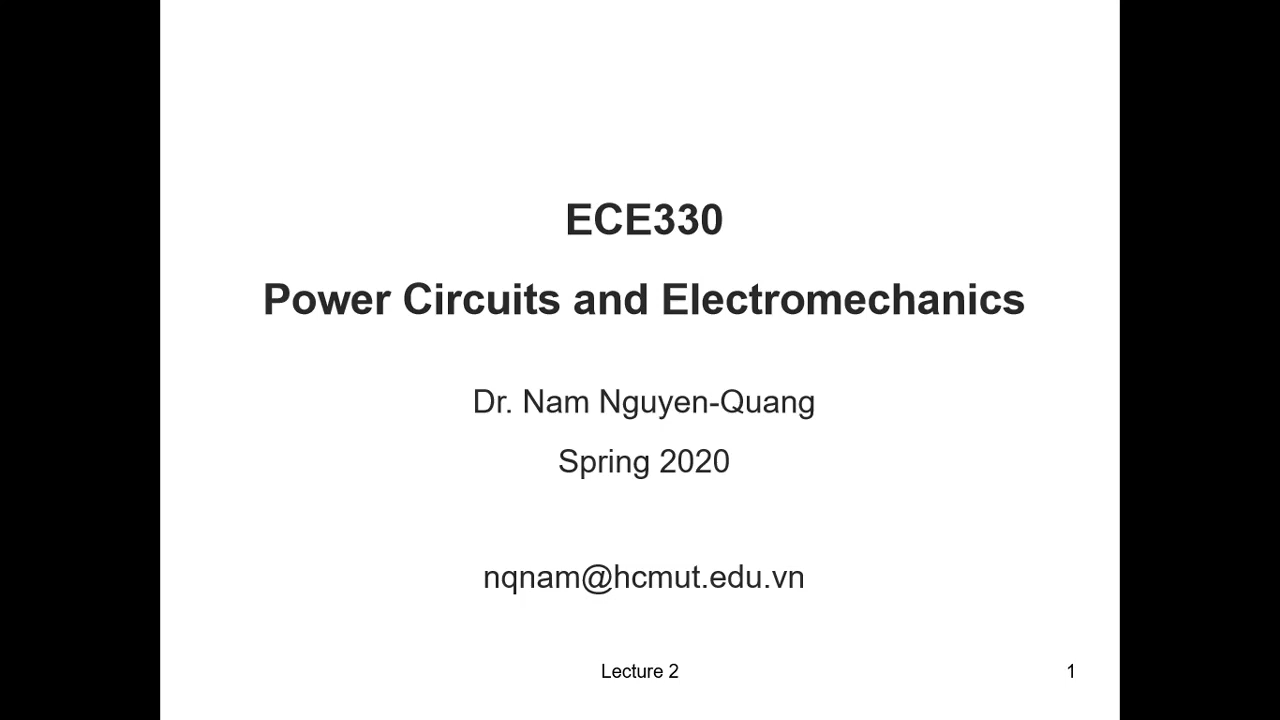 ECE330
Power Circuits and Electromechanics
Dr. Nam Nguyen-Quang
Spring 2020
nqnam@hcmut.edu.vn
Lecture 2
1